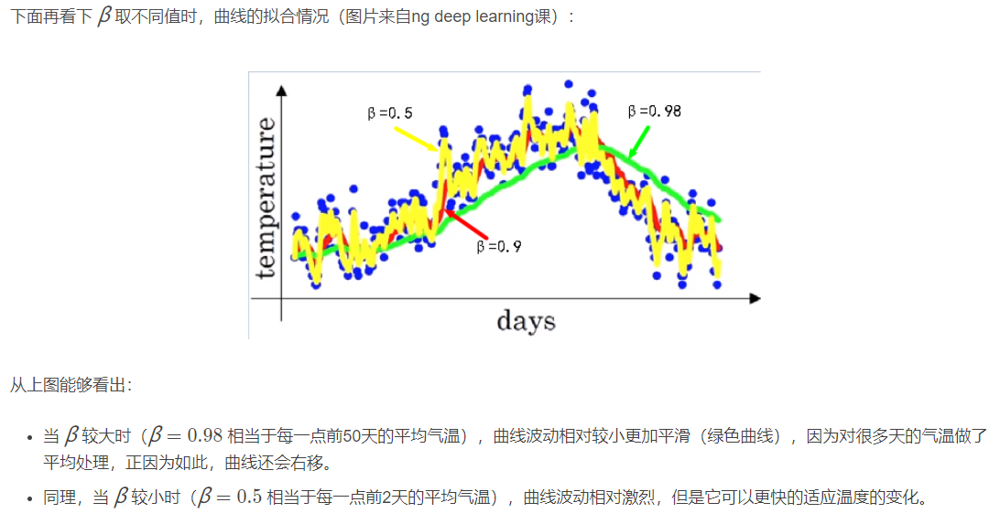 下面再看下 β 取不同值时，曲线的拟合情况（图片来自ng deep learning课）：
β=0.5
β=0.98
temperature
β=0.9
days
从上图能够看出：
• 当 β 较大时（β = 0.98 相当于每一点前50天的平均气温），曲线波动相对较小更加平滑（绿色曲线），因为对很多天的气温做了
平均处理，正因为如此，曲线还会右移。
• 同理，当 β 较小时（β = 0.5 相当于每一点前2天的平均气温），曲线波动相对激烈，但是它可以更快的适应温度的变化。